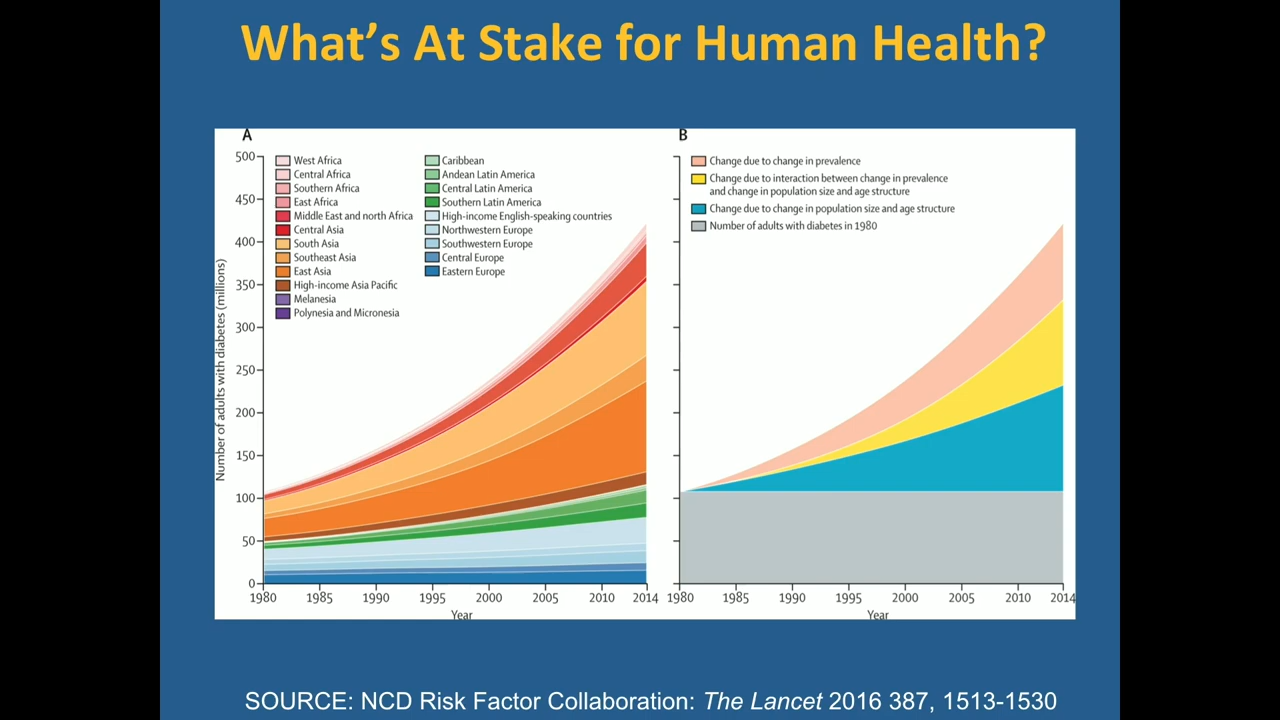 What's At Stake for Human Health?
A
Number of adults with diabetes (millions)
500
450
400
350
300
250
200
150
100
50
0
West Africa
Central Africa
Southern Africa
East Africa
Middle East and north Africa
Central Asia
South Asia
Southeast Asia
East Asia
High-income Asia Pacific
Melanesia
Polynesia and Micronesia
Caribbean
Andean Latin America
Central Latin America
Southern Latin America
High-income English-speaking countries
Northwestern Europe
Southwestern Europe
Central Europe
Eastern Europe
1980 1985 1990 1995 2000 2005 2010 2014
Year
B
Change due to change in prevalence
Change due to interaction between change in prevalence
and change in population size and age structure
Change due to change in population size and age structure
Number of adults with diabetes in 1980
1980 1985 1990 1995 2000 2005 2010 2014
Year
SOURCE: NCD Risk Factor Collaboration: The Lancet 2016 387, 1513-1530